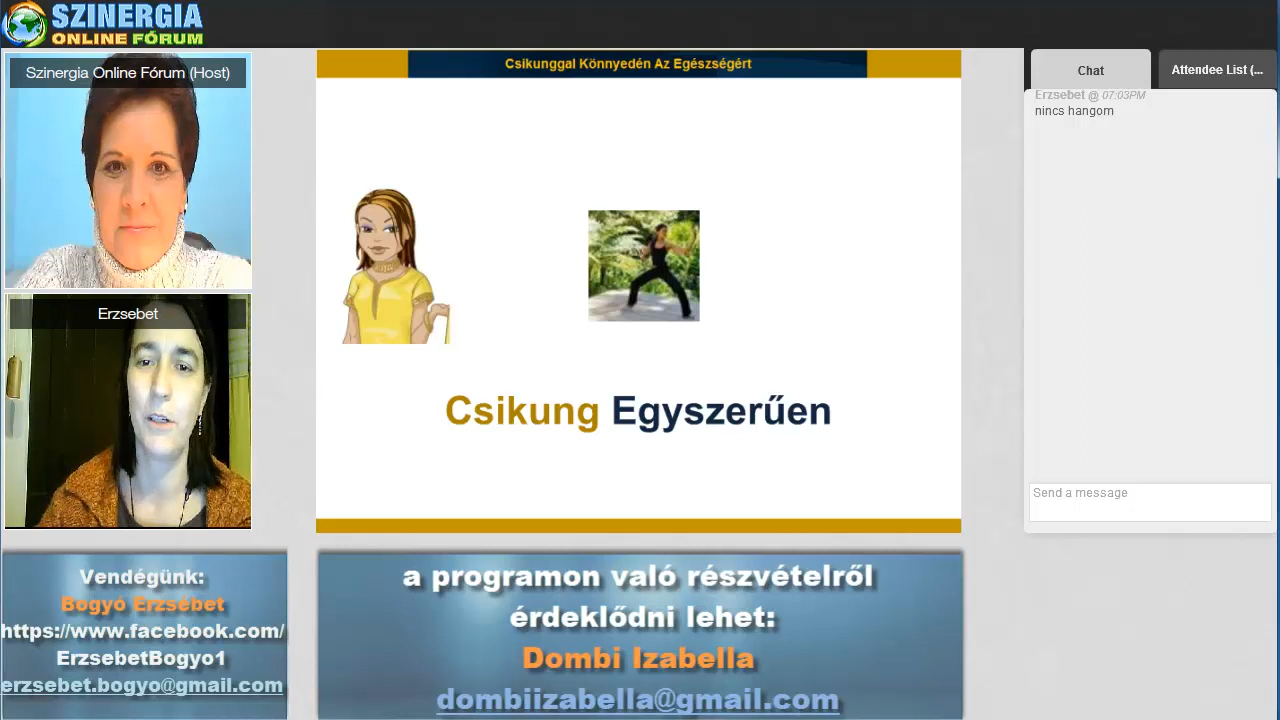 SZINERGIA
ONLINE FÓRUM
Szinergia Online Fórum (Host)
Erzsebet
Csikunggal Könnyedén Az Egészségért
Csikung Egyszerűen
Chat
Attendee List (...
Erzsebet @ 07:03PM
nincs hangom
Send a message
Vendégünk:
Bogyó Erzsébet
https://www.facebook.com/
ErzsebetBogyo1
erzsebet.bogyo@gmail.com
a programon való részvételről
érdeklődni lehet:
Dombi Izabella
dombiizabella@gmail.com